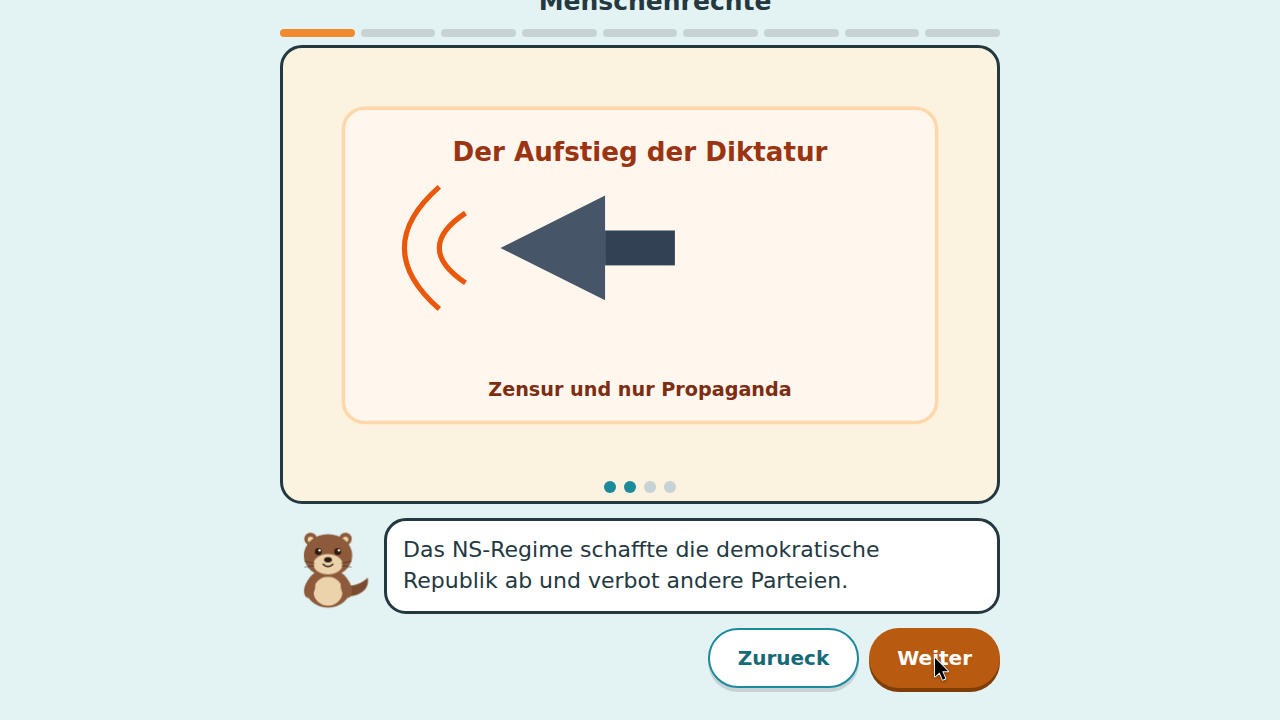 Menschenrechte
Der Aufstieg der Diktatur
Zensur und nur Propaganda
Das NS-Regime schaffte die demokratische
Republik ab und verbot andere Parteien.
Zurueck
Weiter